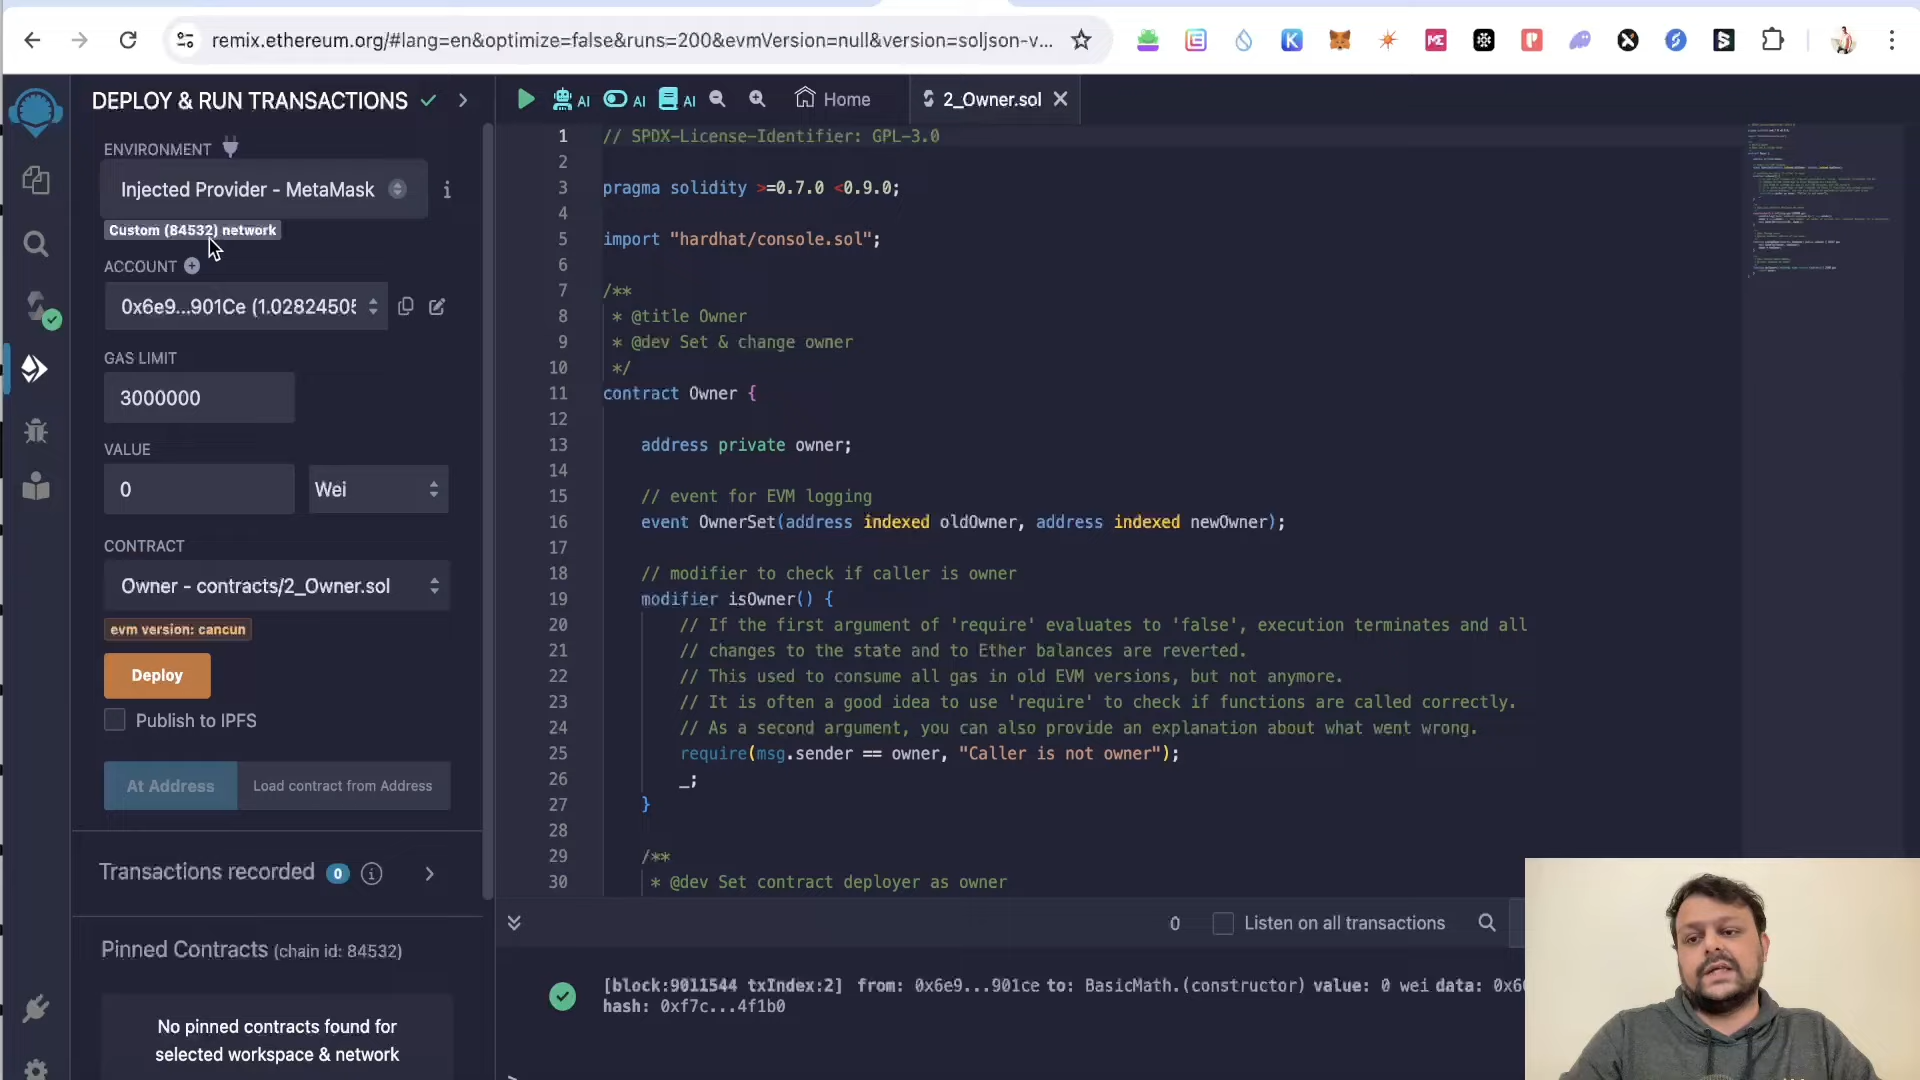 remix.ethereum.org/#lang=en&optimize=false&runs=200&evmVersion=null&version=soljson-v...
DEPLOY & RUN TRANSACTIONS
ENVIRONMENT
Injected Provider - MetaMask
i
Custom (84532) network
ACCOUNT
0x6e9...901Ce (1.02824505
GAS LIMIT
3000000
VALUE
0
Wei
CONTRACT
Owner - contracts/2_Owner.sol
evm version: cancun
Deploy
Publish to IPFS
At Address
Load contract from Address
Transactions recorded 0 i
Pinned Contracts (chain id: 84532)
No pinned contracts found for
selected workspace & network
AI AI AI Home 2_Owner.sol
1 // SPDX-License-Identifier: GPL-3.0
2
3 pragma solidity >=0.7.0 <0.9.0;
4
5 import "hardhat/console.sol";
6
7 /**
8 * @title Owner
9 * @dev Set & change owner
10 */
11 contract Owner {
12
13 address private owner;
14
15 // event for EVM logging
16 event OwnerSet(address indexed oldOwner, address indexed newOwner);
17
18 // modifier to check if caller is owner
19 modifier isOwner() {
20 // If the first argument of 'require' evaluates to 'false', execution terminates and all
21 // changes to the state and to Ether balances are reverted.
22 // This used to consume all gas in old EVM versions, but not anymore.
23 // It is often a good idea to use 'require' to check if functions are called correctly.
24 // As a second argument, you can also provide an explanation about what went wrong.
25 require(msg.sender == owner, "Caller is not owner");
26 _;
27 }
28
29 /**
30 * @dev Set contract deployer as owner
0 Listen on all transactions
[block:9011544 txIndex:2] from: 0x6e9...901ce to: BasicMath.(constructor) value: 0 wei data: 0x6
hash: 0xf7c...4f1b0
>